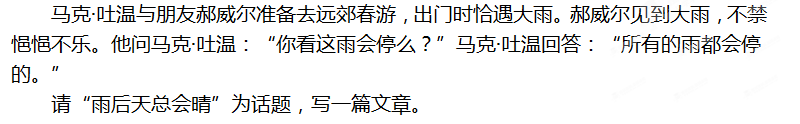 马克·吐温与朋友郝威尔准备去远郊春游，出门时恰遇大雨。郝威尔见到大雨，不禁
悒悒不乐。他问马克·吐温：“你看这雨会停么？”马克·吐温回答：“所有的雨都会停
的。”
请“雨后天总会晴”为话题，写一篇文章。